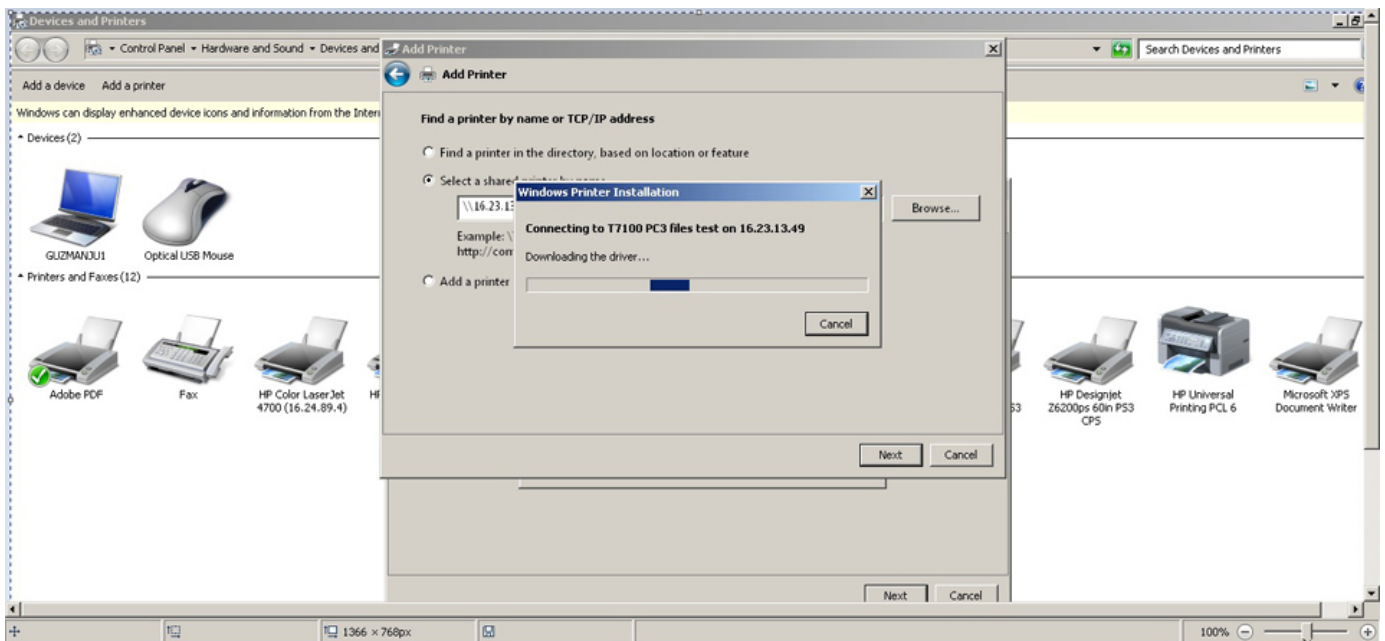 Devices and Printers
Control Panel
Hardware and Sound
Devices and
Search Devices and Printers
Add a device
Add a printer
Windows can display enhanced device icons and information from the
Devices (2)
GUZMANJU1
Optical USB Mouse
Printers and Faxes (12)
Adobe PDF
Fax
HP Color LaserJet
4700 (16.24.89.4)
Add Printer
Add Printer
Find a printer by name or TCP/IP address
Find a printer in the directory, based on location or feature
Select a shared printer by name
\\16.23.13
Browse...
Example: \
http://com
Add a printer
Windows Printer Installation
Connecting to T7100 PC3 files test on 16.23.13.49
Downloading the driver...
Cancel
Next
Cancel
Next
Cancel
HP Designjet
Z6200ps 60in PS3
CPS
HP Universal
Printing PCL 6
Microsoft XPS
Document Writer
1366 × 768px
100%